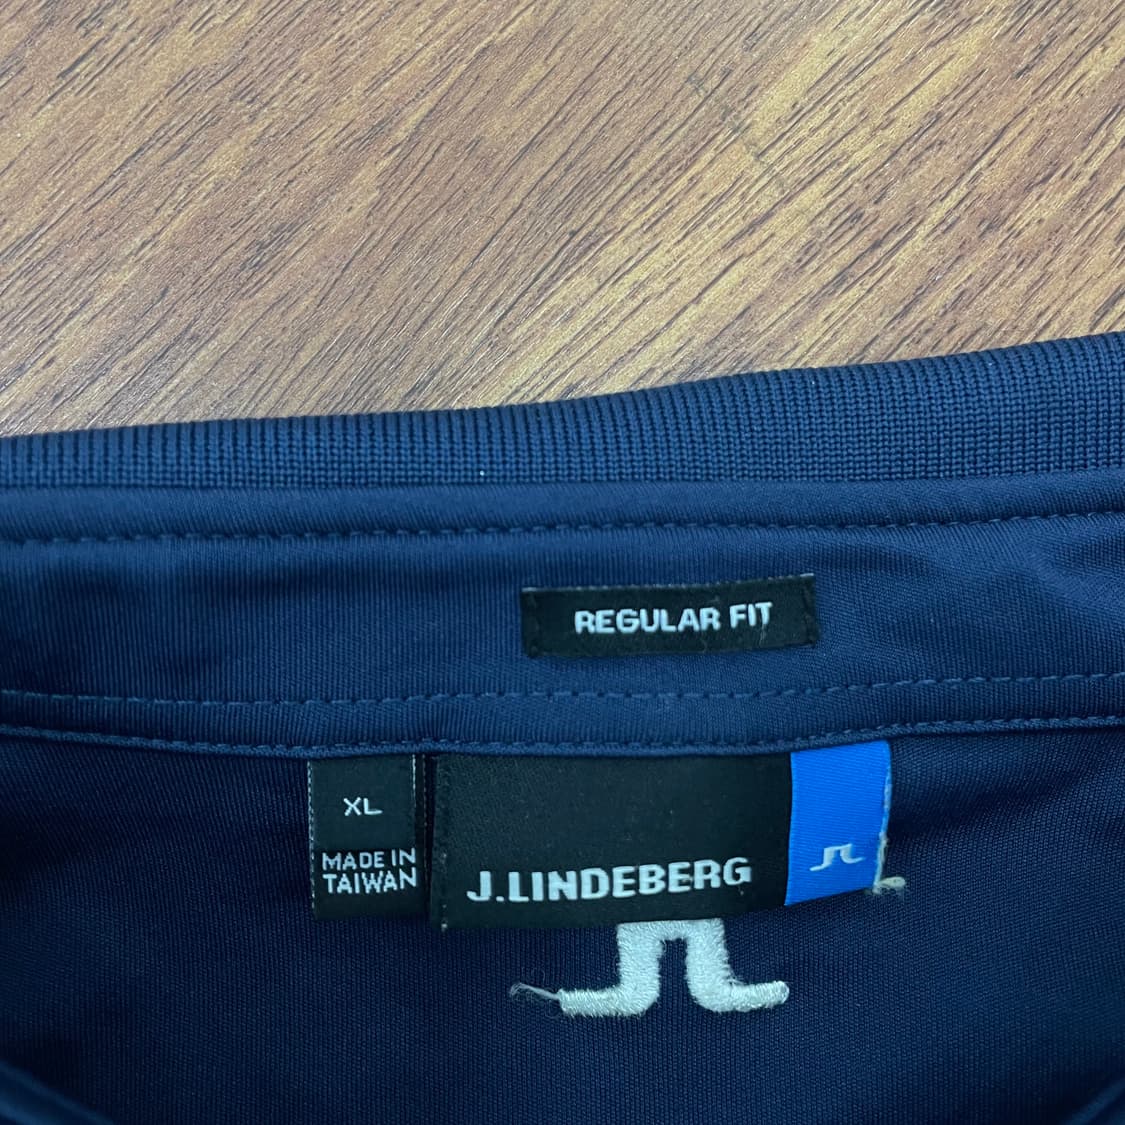 REGULAR FIT
XL
MADE IN
TAIWAN
J.LINDEBERG